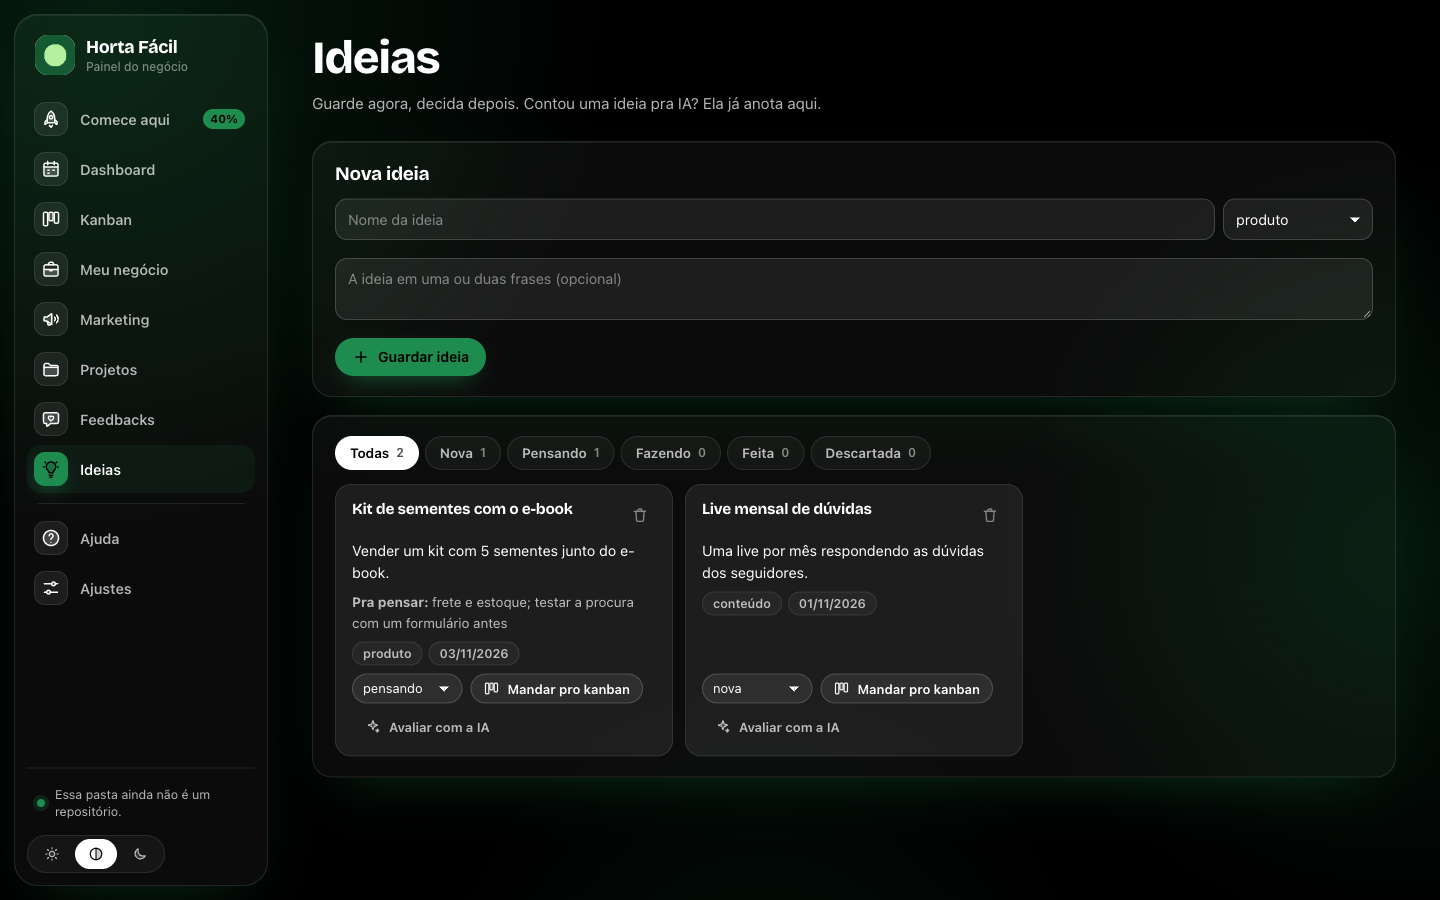 Horta Fácil
Painel do negócio
Comece aqui 40%
Dashboard
Kanban
Meu negócio
Marketing
Projetos
Feedbacks
Ideias
Ajuda
Ajustes
Essa pasta ainda não é um
repositório.
Ideias
Guarde agora, decida depois. Contou uma ideia pra IA? Ela já anota aqui.
Nova ideia
Nome da ideia
produto
A ideia em uma ou duas frases (opcional)
Guardar ideia
Todas 2
Nova 1
Pensando 1
Fazendo 0
Feita 0
Descartada 0
Kit de sementes com o e-book
Vender um kit com 5 sementes junto do e-
book.
Pra pensar: frete e estoque; testar a procura
com um formulário antes
produto
03/11/2026
pensando
Mandar pro kanban
Avaliar com a IA
Live mensal de dúvidas
Uma live por mês respondendo as dúvidas
dos seguidores.
conteúdo
01/11/2026
nova
Mandar pro kanban
Avaliar com a IA